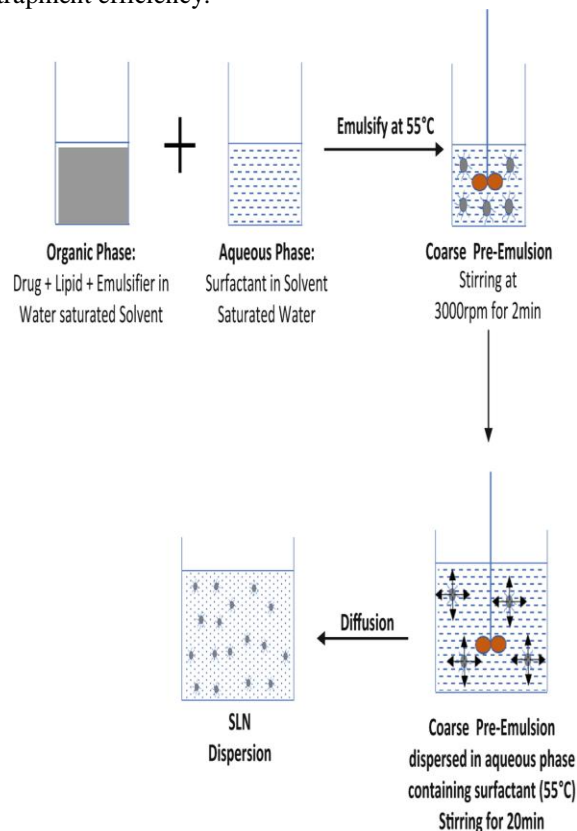 Emulsify at 55°C
Organic Phase:
Drug + Lipid + Emulsifier in
Water saturated Solvent
+
Aqueous Phase:
Surfactant in Solvent
Saturated Water
Coarse Pre-Emulsion
Stirring at
3000rpm for 2min
Diffusion
SLN
Dispersion
Coarse Pre-Emulsion
dispersed in aqueous phase
containing surfactant (55°C)
Stirring for 20min